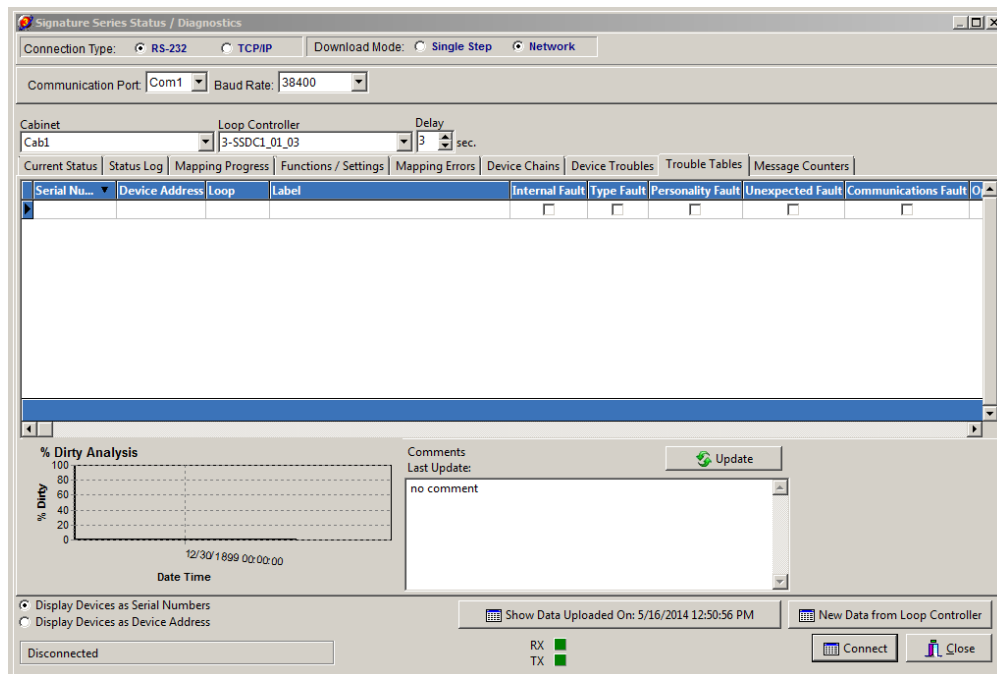 Signature Series Status / Diagnostics
Connection Type: RS-232 TCP/IP Download Mode: Single Step Network
Communication Port: Com1 Baud Rate: 38400
Cabinet Loop Controller Delay
Cab1 3-SSDC1_01_03 3 sec.
Current Status Status Log Mapping Progress Functions / Settings Mapping Errors Device Chains Device Troubles Trouble Tables Message Counters
Serial Nu... Device Address Loop Label Internal Fault Type Fault Personality Fault Unexpected Fault Communications Fault
% Dirty Analysis
100
80
60
40
20
0
% Dirty
12/30/1899 00:00:00
Date Time
Comments
Last Update:
Update
no comment
Display Devices as Serial Numbers
Display Devices as Device Address
Show Data Uploaded On: 5/16/2014 12:50:56 PM New Data from Loop Controller
Disconnected
RX
TX
Connect Close